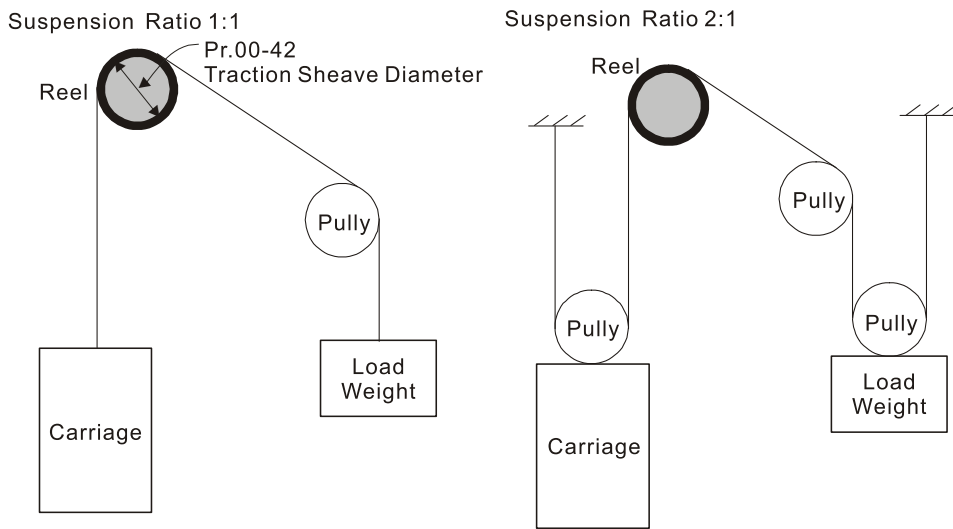 Suspension Ratio 1:1
Pr.00-42
Traction Sheave Diameter
Reel
Pully
Load
Weight
Carriage
Suspension Ratio 2:1
Reel
Pully
Pully
Pully
Load
Weight
Carriage